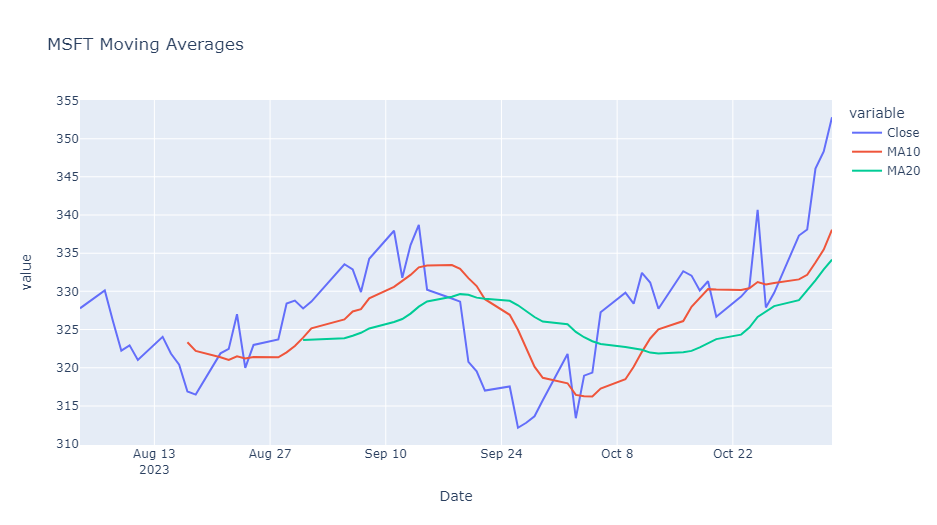 MSFT Moving Averages
355
350
345
340
335
330
325
320
315
310
value
Aug 13
2023
Aug 27
Sep 10
Sep 24
Oct 8
Oct 22
Date
variable
Close
MA10
MA20